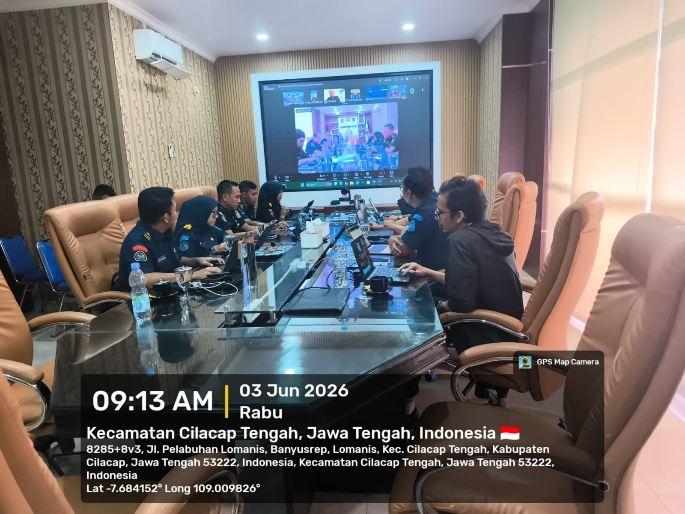 GPS Map Camera
09:13 AM
03 Jun 2026
Rabu
Kecamatan Cilacap Tengah, Jawa Tengah, Indonesia
8285+8v3, Jl. Pelabuhan Lomanis, Banyusrep, Lomanis, Kec. Cilacap Tengah, Kabupaten
Cilacap, Jawa Tengah 53222, Indonesia, Kecamatan Cilacap Tengah, Jawa Tengah 53222,
Indonesia
Lat -7.684152° Long 109.009826°